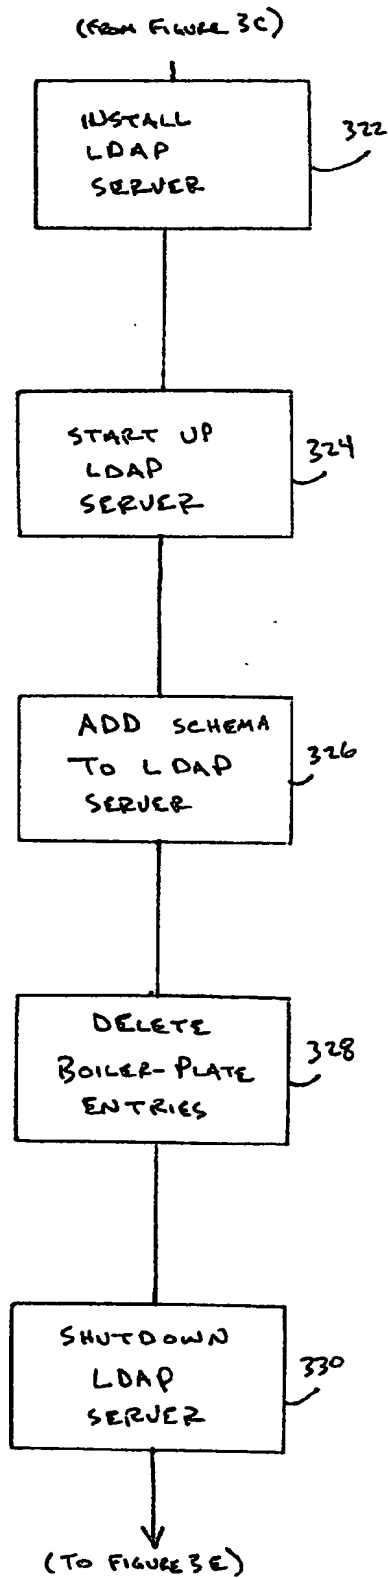 (FROM FIGURE 3C)
INSTALL
LDAP
SERVER
322
START UP
LDAP
SERVER
324
ADD SCHEMA
TO LDAP
SERVER
326
DELETE
BOILER-PLATE
ENTRIES
328
SHUTDOWN
LDAP
SERVER
330
(TO FIGURE 3E)